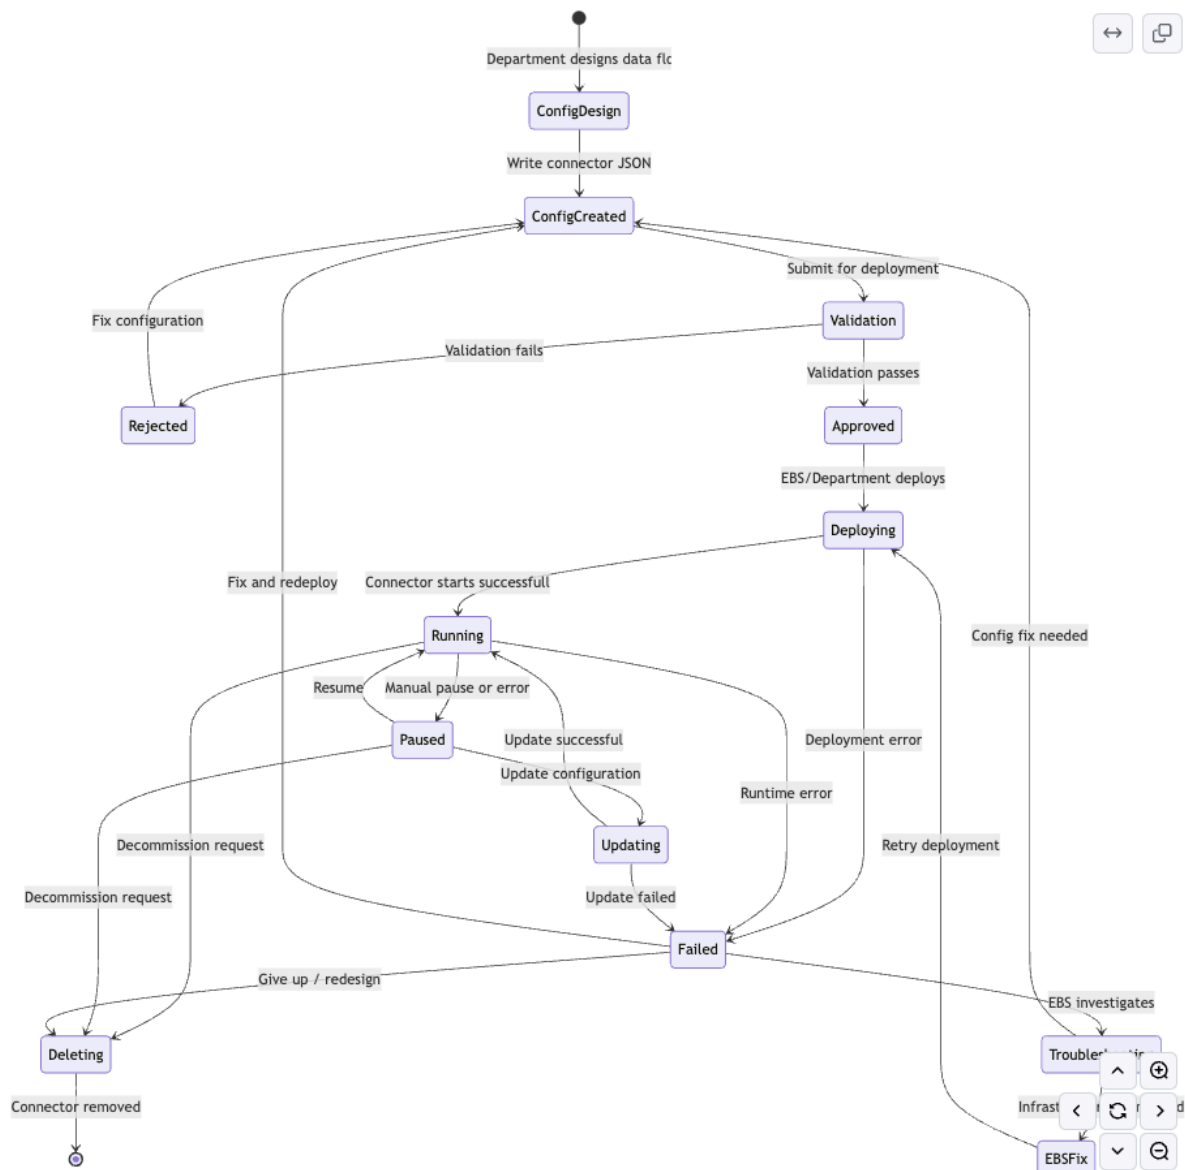 Department designs data flc
ConfigDesign
Write connector JSON
ConfigCreated
Submit for deployment
Fix configuration
Validation
Validation fails
Validation passes
Rejected
Approved
EBS/Department deploys
Deploying
Fix and redeploy
Connector starts successfull
Running
Config fix needed
Resume
Manual pause or error
Paused
Update successful
Deployment error
Update configuration
Runtime error
Decommission request
Updating
Retry deployment
Decommission request
Update failed
Failed
Give up / redesign
EBS investigates
Deleting
Connector removed
EBSFix